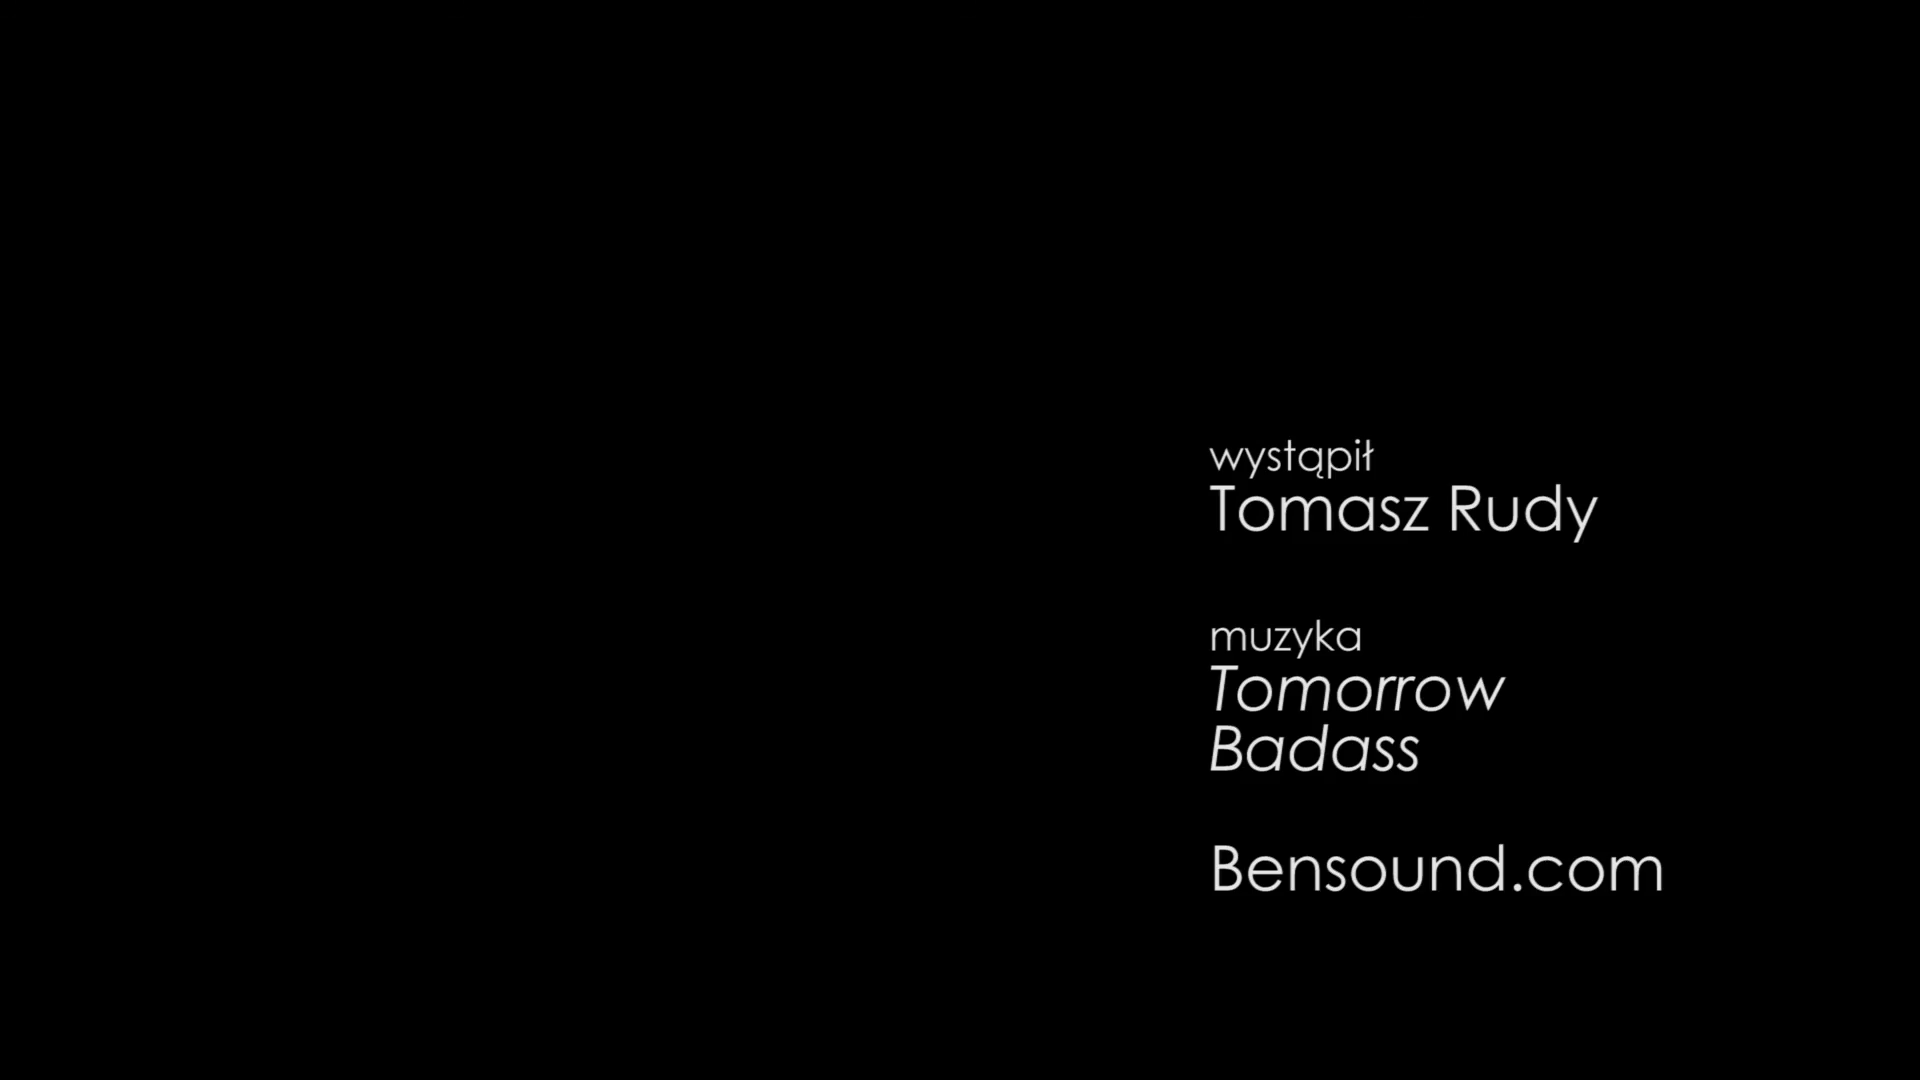 wystąpił
Tomasz Rudy
muzyka
Tomorrow
Badass
Bensound.com